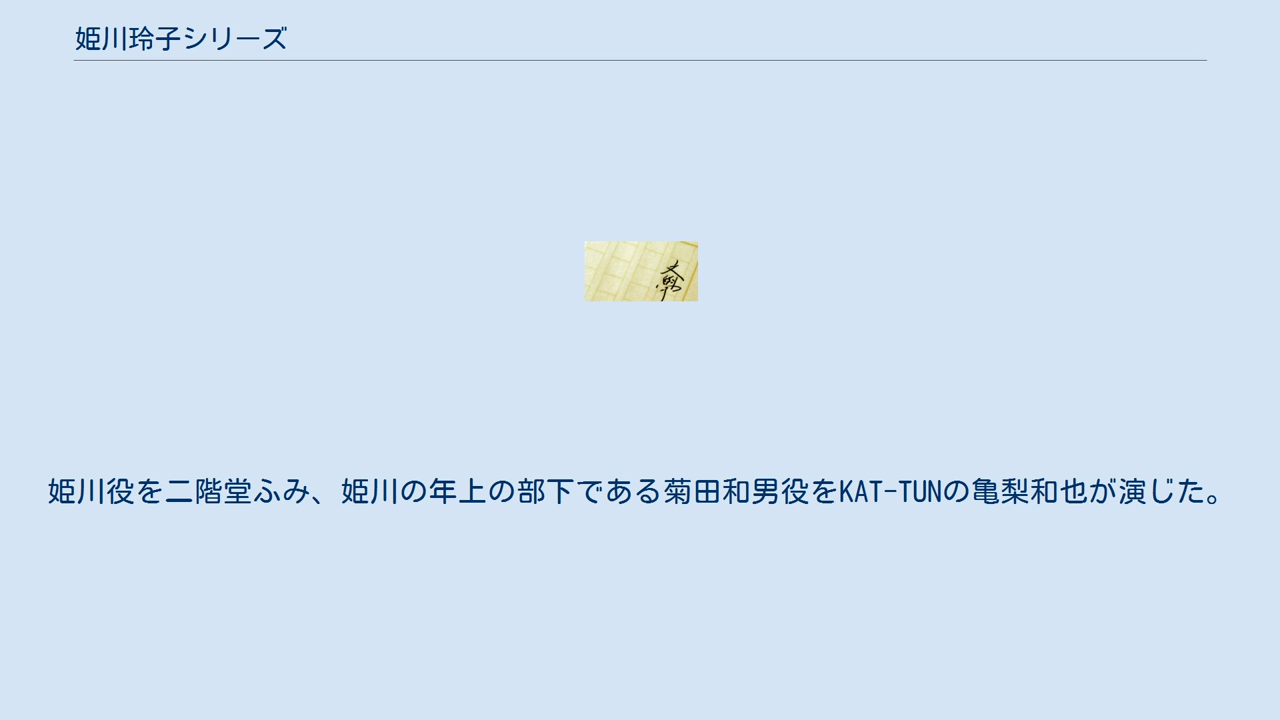 姫川玲子シリーズ
姫川役を二階堂ふみ、姫川の年上の部下である菊田和男役をKAT-TUNの亀梨和也が演じた。